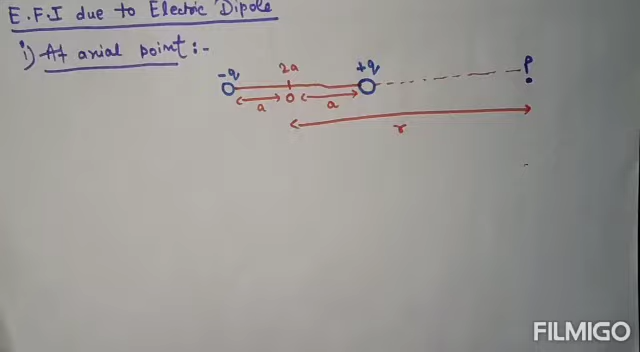 E.F.I due to Electric Dipole
i) At axial point:-
-q 2a +q P
a O a
r
FILMIGO